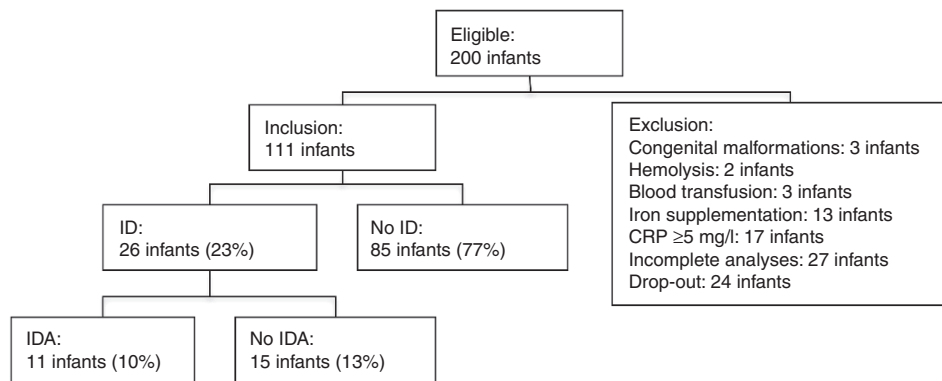 Eligible:
200 infants
Inclusion:
111 infants
Exclusion:
Congenital malformations: 3 infants
Hemolysis: 2 infants
Blood transfusion: 3 infants
Iron supplementation: 13 infants
CRP ≥5 mg/l: 17 infants
Incomplete analyses: 27 infants
Drop-out: 24 infants
ID:
26 infants (23%)
No ID:
85 infants (77%)
IDA:
11 infants (10%)
No IDA:
15 infants (13%)